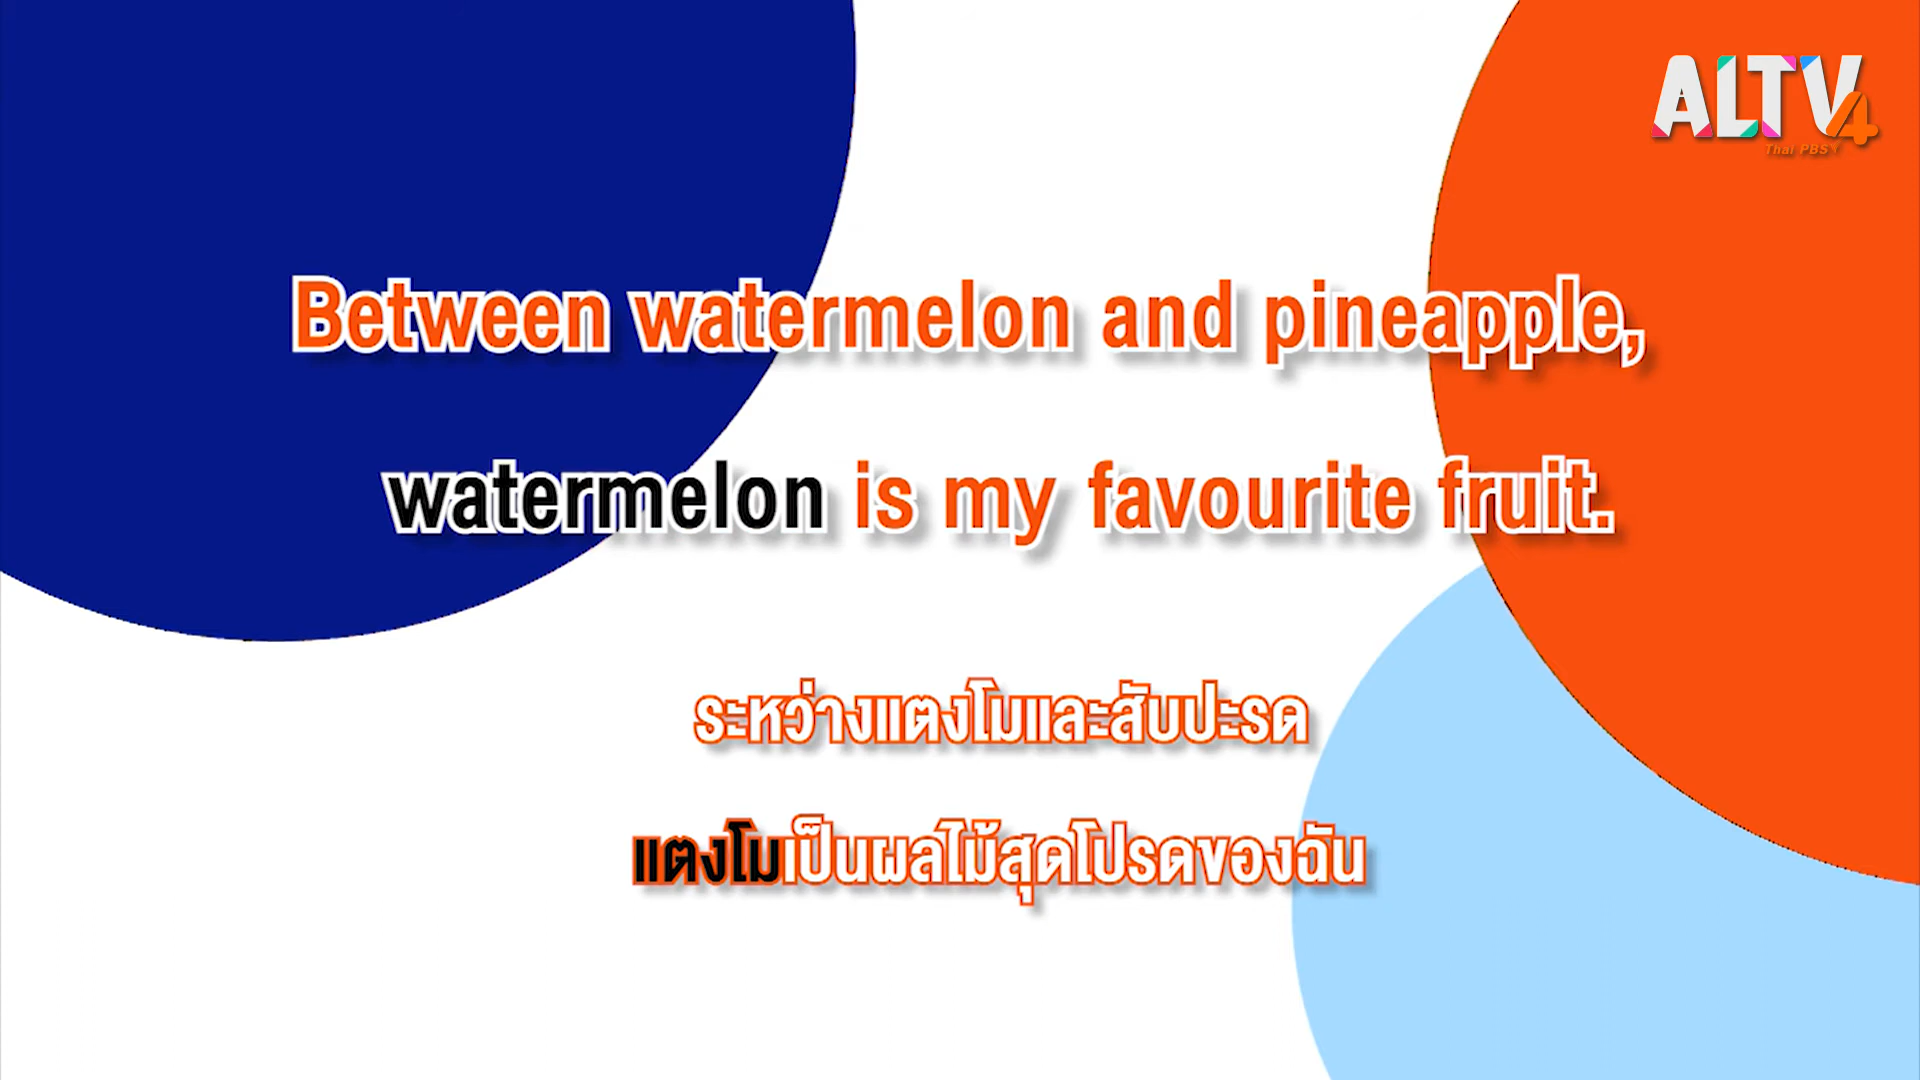 ALTV4
Thai PBS
Between watermelon and pineapple,
watermelon is my favourite fruit.
ระหว่างแตงโมและสับปะรด
แตงโมเป็นผลไม้สุดโปรดของฉัน